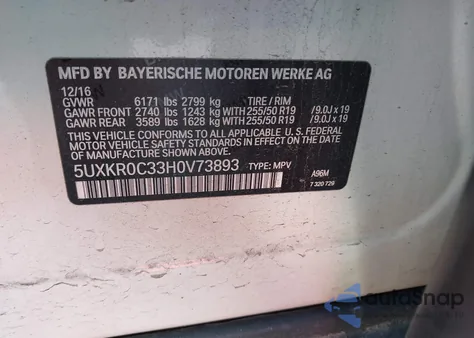 MFD BY BAYERISCHE MOTOREN WERKE AG
12/16
GVWR 6171 lbs 2799 kg TIRE / RIM
GAWR FRONT 2740 lbs 1243 kg 255/50 R19 /9.0J x 19
GAWR REAR 3589 lbs 1628 kg 255/50 R19 /9.0J x 19
THIS VEHICLE CONFORMS TO ALL APPLICABLE U. S. FEDERAL
MOTOR VEHICLE SAFETY STANDARDS IN EFFECT ON THE DATE
OF MANUFACTURE SHOWN ABOVE.
5UXKR0C33H0V73893 TYPE: MPV
A96M
7 320 729
AutoSnap